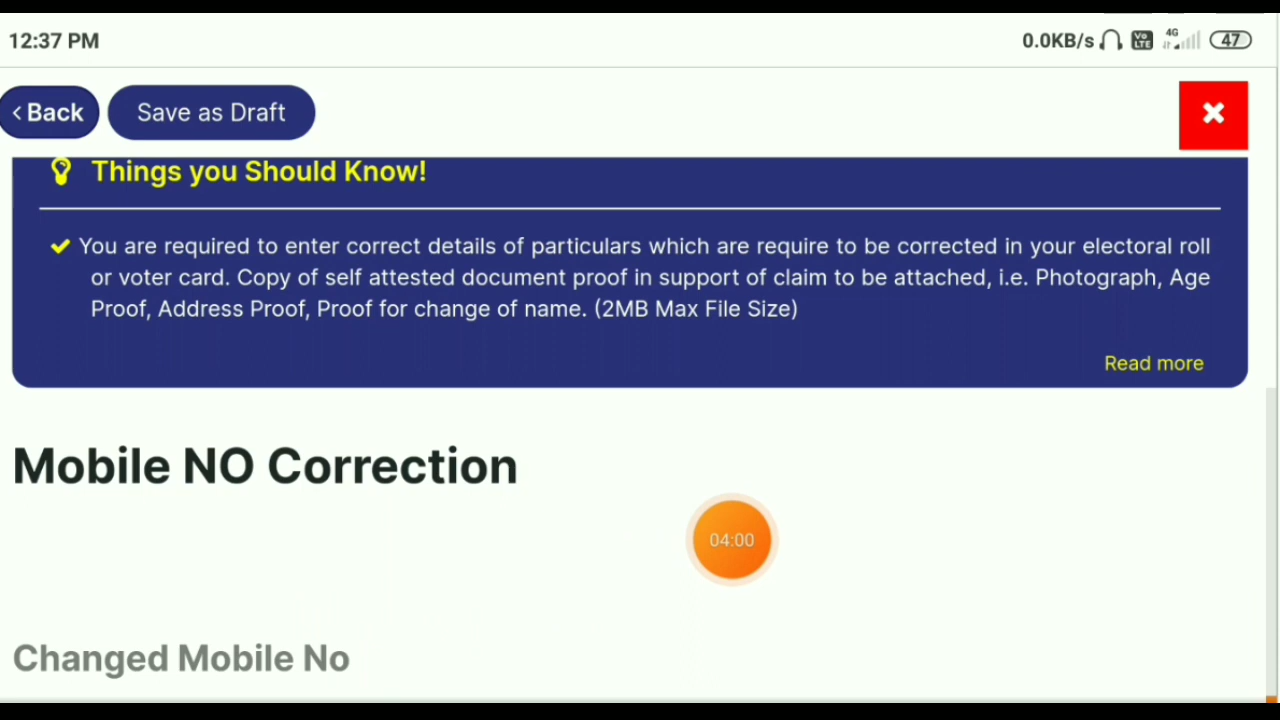 12:37 PM
0.0KB/s Vo LTE 4G 47
< Back Save as Draft
Things you Should Know!
You are required to enter correct details of particulars which are require to be corrected in your electoral roll
or voter card. Copy of self attested document proof in support of claim to be attached, i.e. Photograph, Age
Proof, Address Proof, Proof for change of name. (2MB Max File Size)
Read more
Mobile NO Correction
04:00
Changed Mobile No